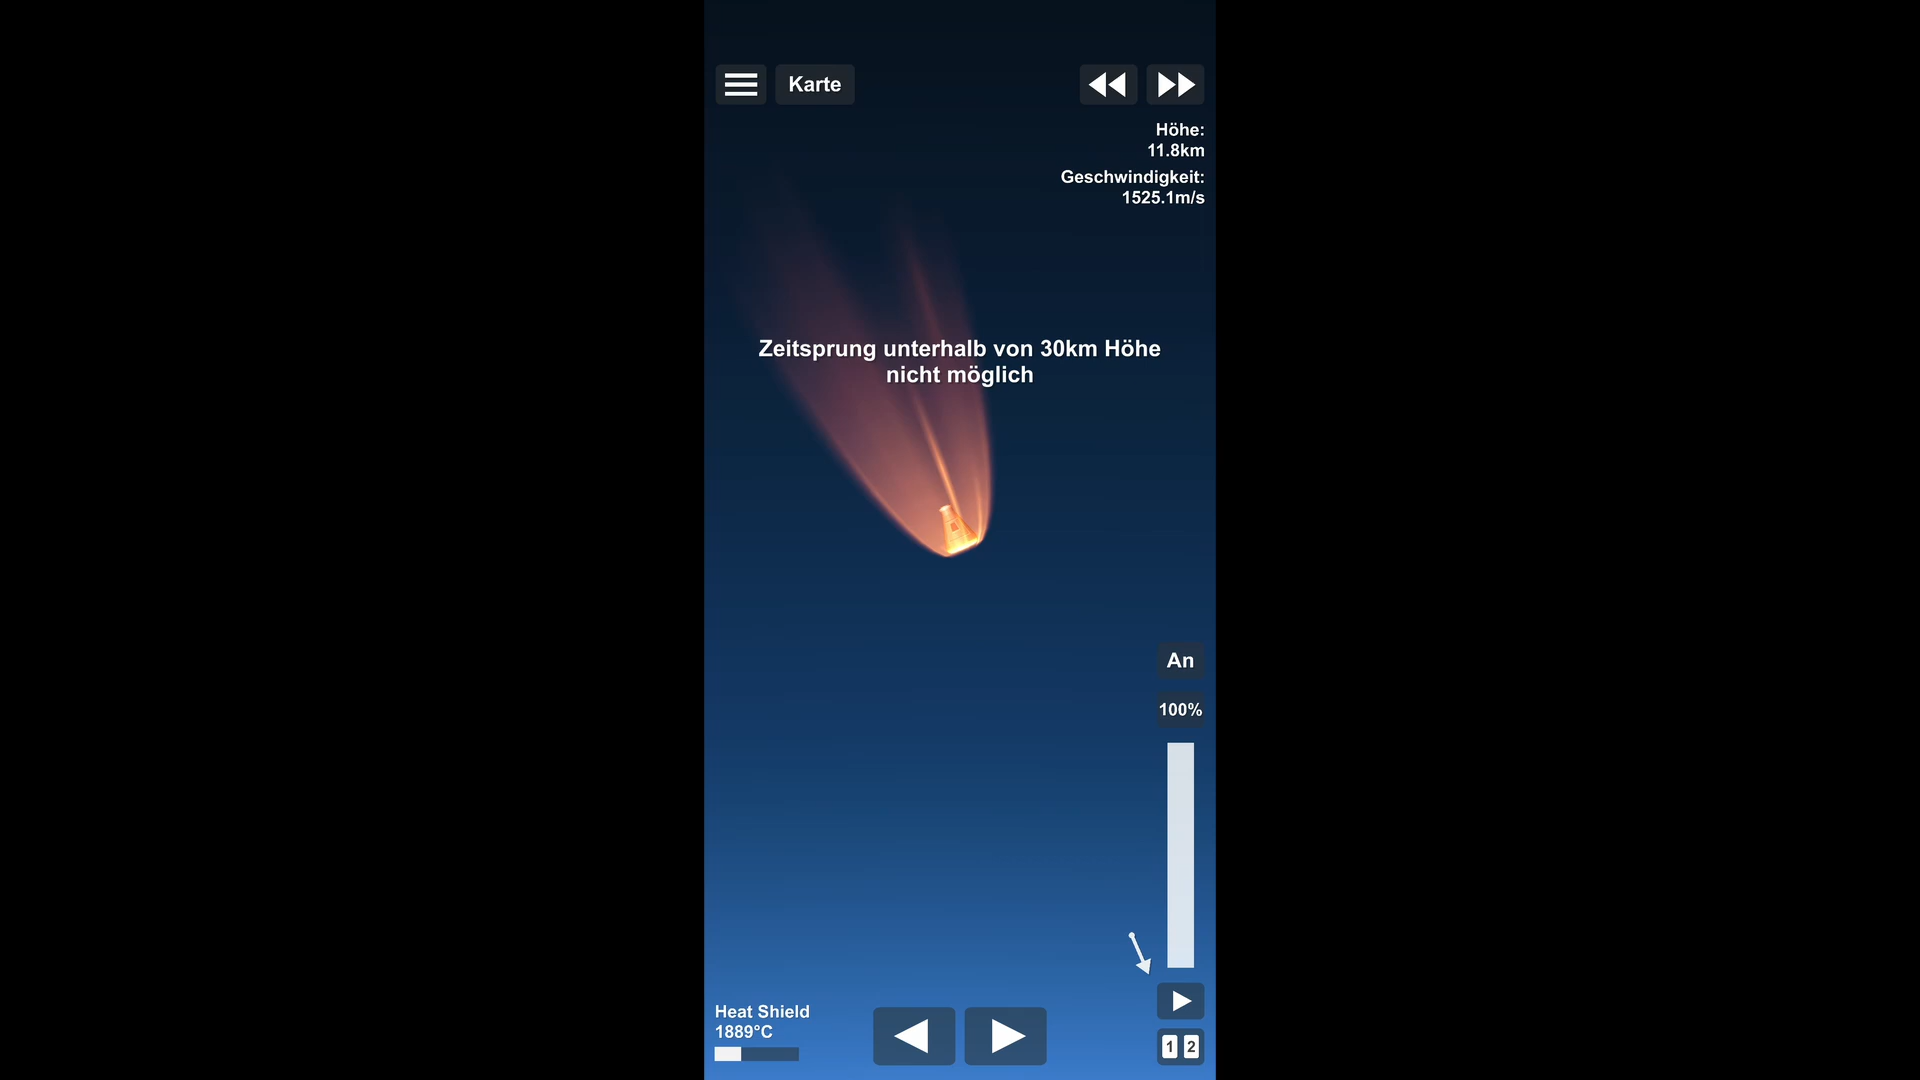 Karte
Höhe:
11.8km
Geschwindigkeit:
1525.1m/s
Zeitsprung unterhalb von 30km Höhe
nicht möglich
An
100%
Heat Shield
1889°C
1 2